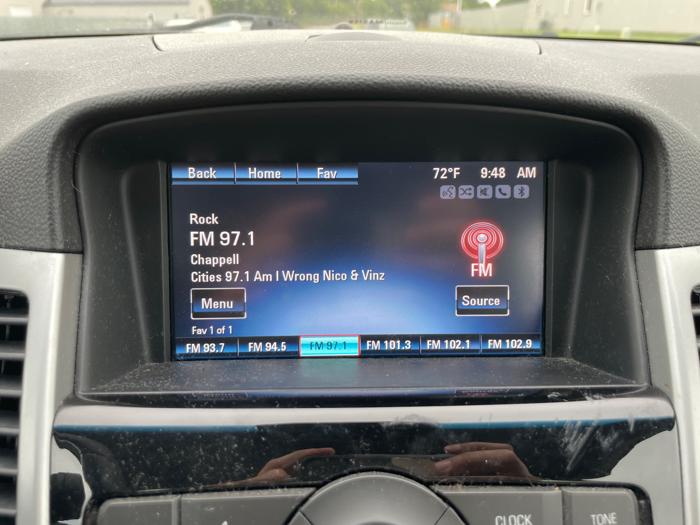 Back Home Fav 72°F 9:48 AM
Rock
FM 97.1
Chappell
Cities 97.1 Am I Wrong Nico & Vinz
FM
Menu Source
Fav 1 of 1
FM 93.7 FM 94.5 FM 97.1 FM 101.3 FM 102.1 FM 102.9
CLOCK TONE